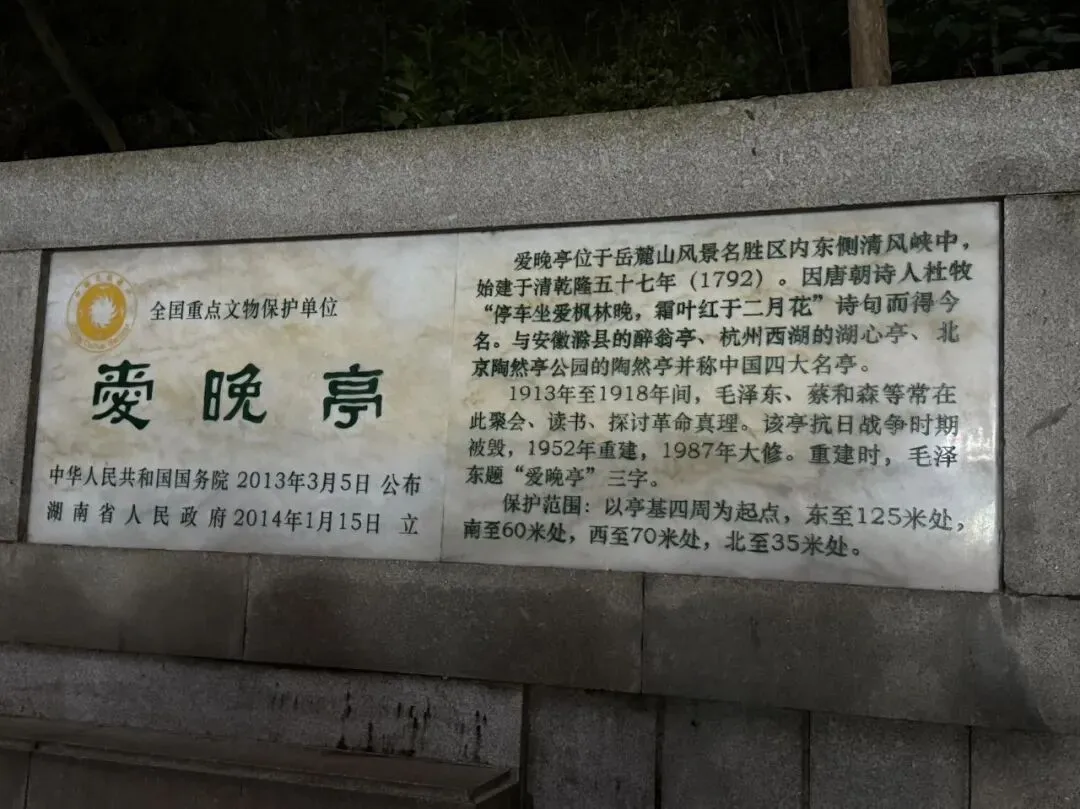 全国重点文物保护单位
愛晚亭
中华人民共和国国务院 2013年3月5日 公布
湖南省人民政府 2014年1月15日 立
爱晚亭位于岳麓山风景名胜区内东侧清风峡中，
始建于清乾隆五十七年（1792）。因唐朝诗人杜牧
“停车坐爱枫林晚，霜叶红于二月花”诗句而得今
名。与安徽滁县的醉翁亭、杭州西湖的湖心亭、北
京陶然亭公园的陶然亭并称中国四大名亭。
1913年至1918年间，毛泽东、蔡和森等常在
此聚会、读书、探讨革命真理。该亭抗日战争时期
被毁，1952年重建，1987年大修。重建时，毛泽
东题“爱晚亭”三字。
保护范围：以亭基四周为起点，东至125米处，
南至60米处，西至70米处，北至35米处。